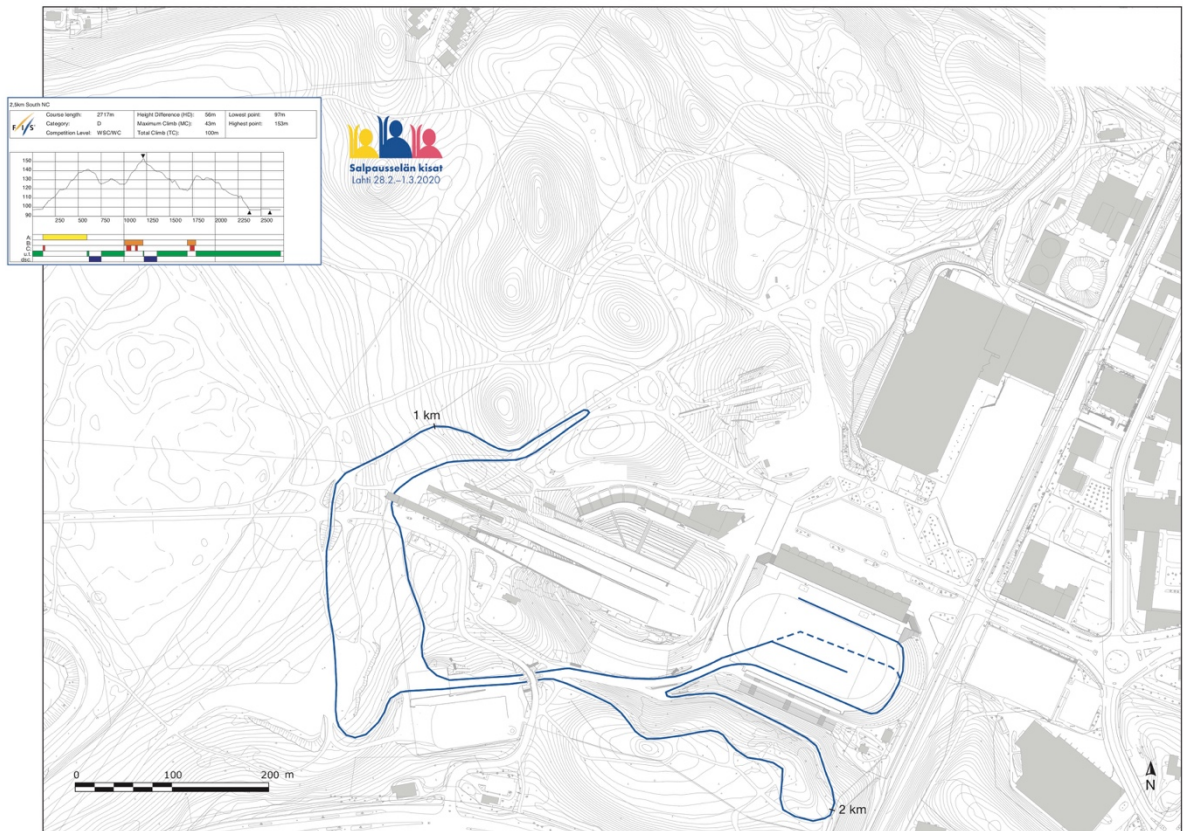 2,5km South NC
F/I/S
Course length: 2717m
Category: D
Competition Level: WSC/WC
Height Difference (HD): 56m
Maximum Climb (MC): 43m
Total Climb (TC): 100m
Lowest point: 97m
Highest point: 153m
150
140
130
120
110
100
90
250 500 750 1000 1250 1500 1750 2000 2250 2500
A:
B:
C:
u.t.
dsc.
Salpausselän kisat
Lahti 28.2.–1.3.2020
1 km
2 km
0 100 200 m
N